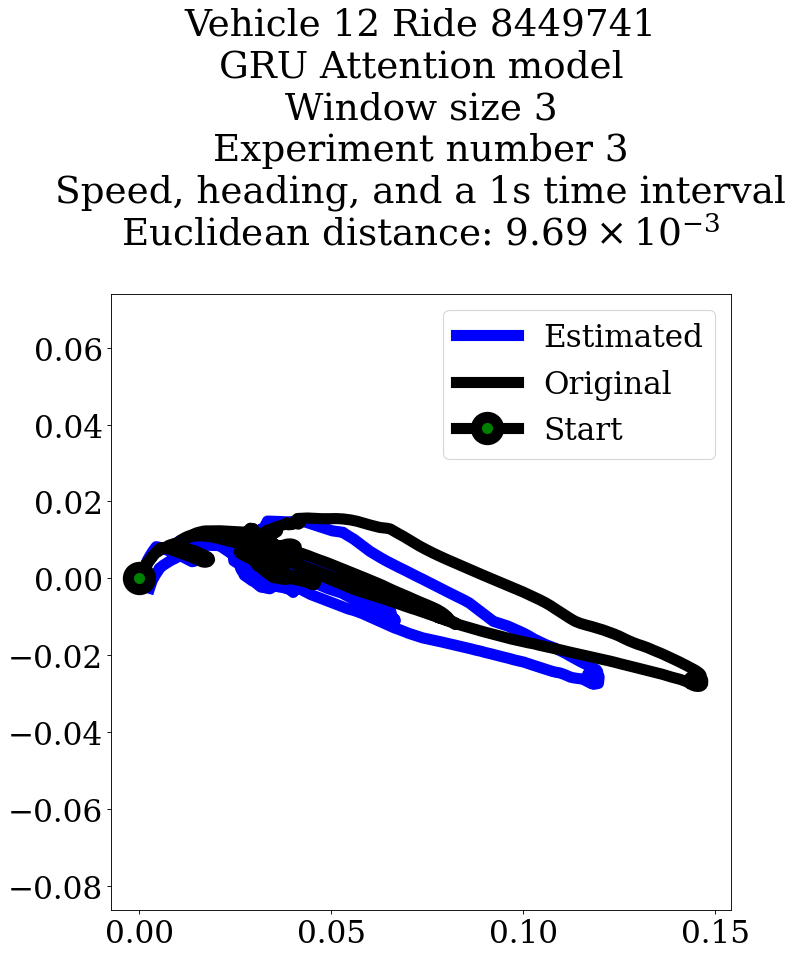 Vehicle 12 Ride 8449741
GRU Attention model
Window size 3
Experiment number 3
Speed, heading, and a 1s time interval
Euclidean distance: 9.69 × 10⁻³
Estimated
Original
Start
0.06
0.04
0.02
0.00
−0.02
−0.04
−0.06
−0.08
0.00 0.05 0.10 0.15